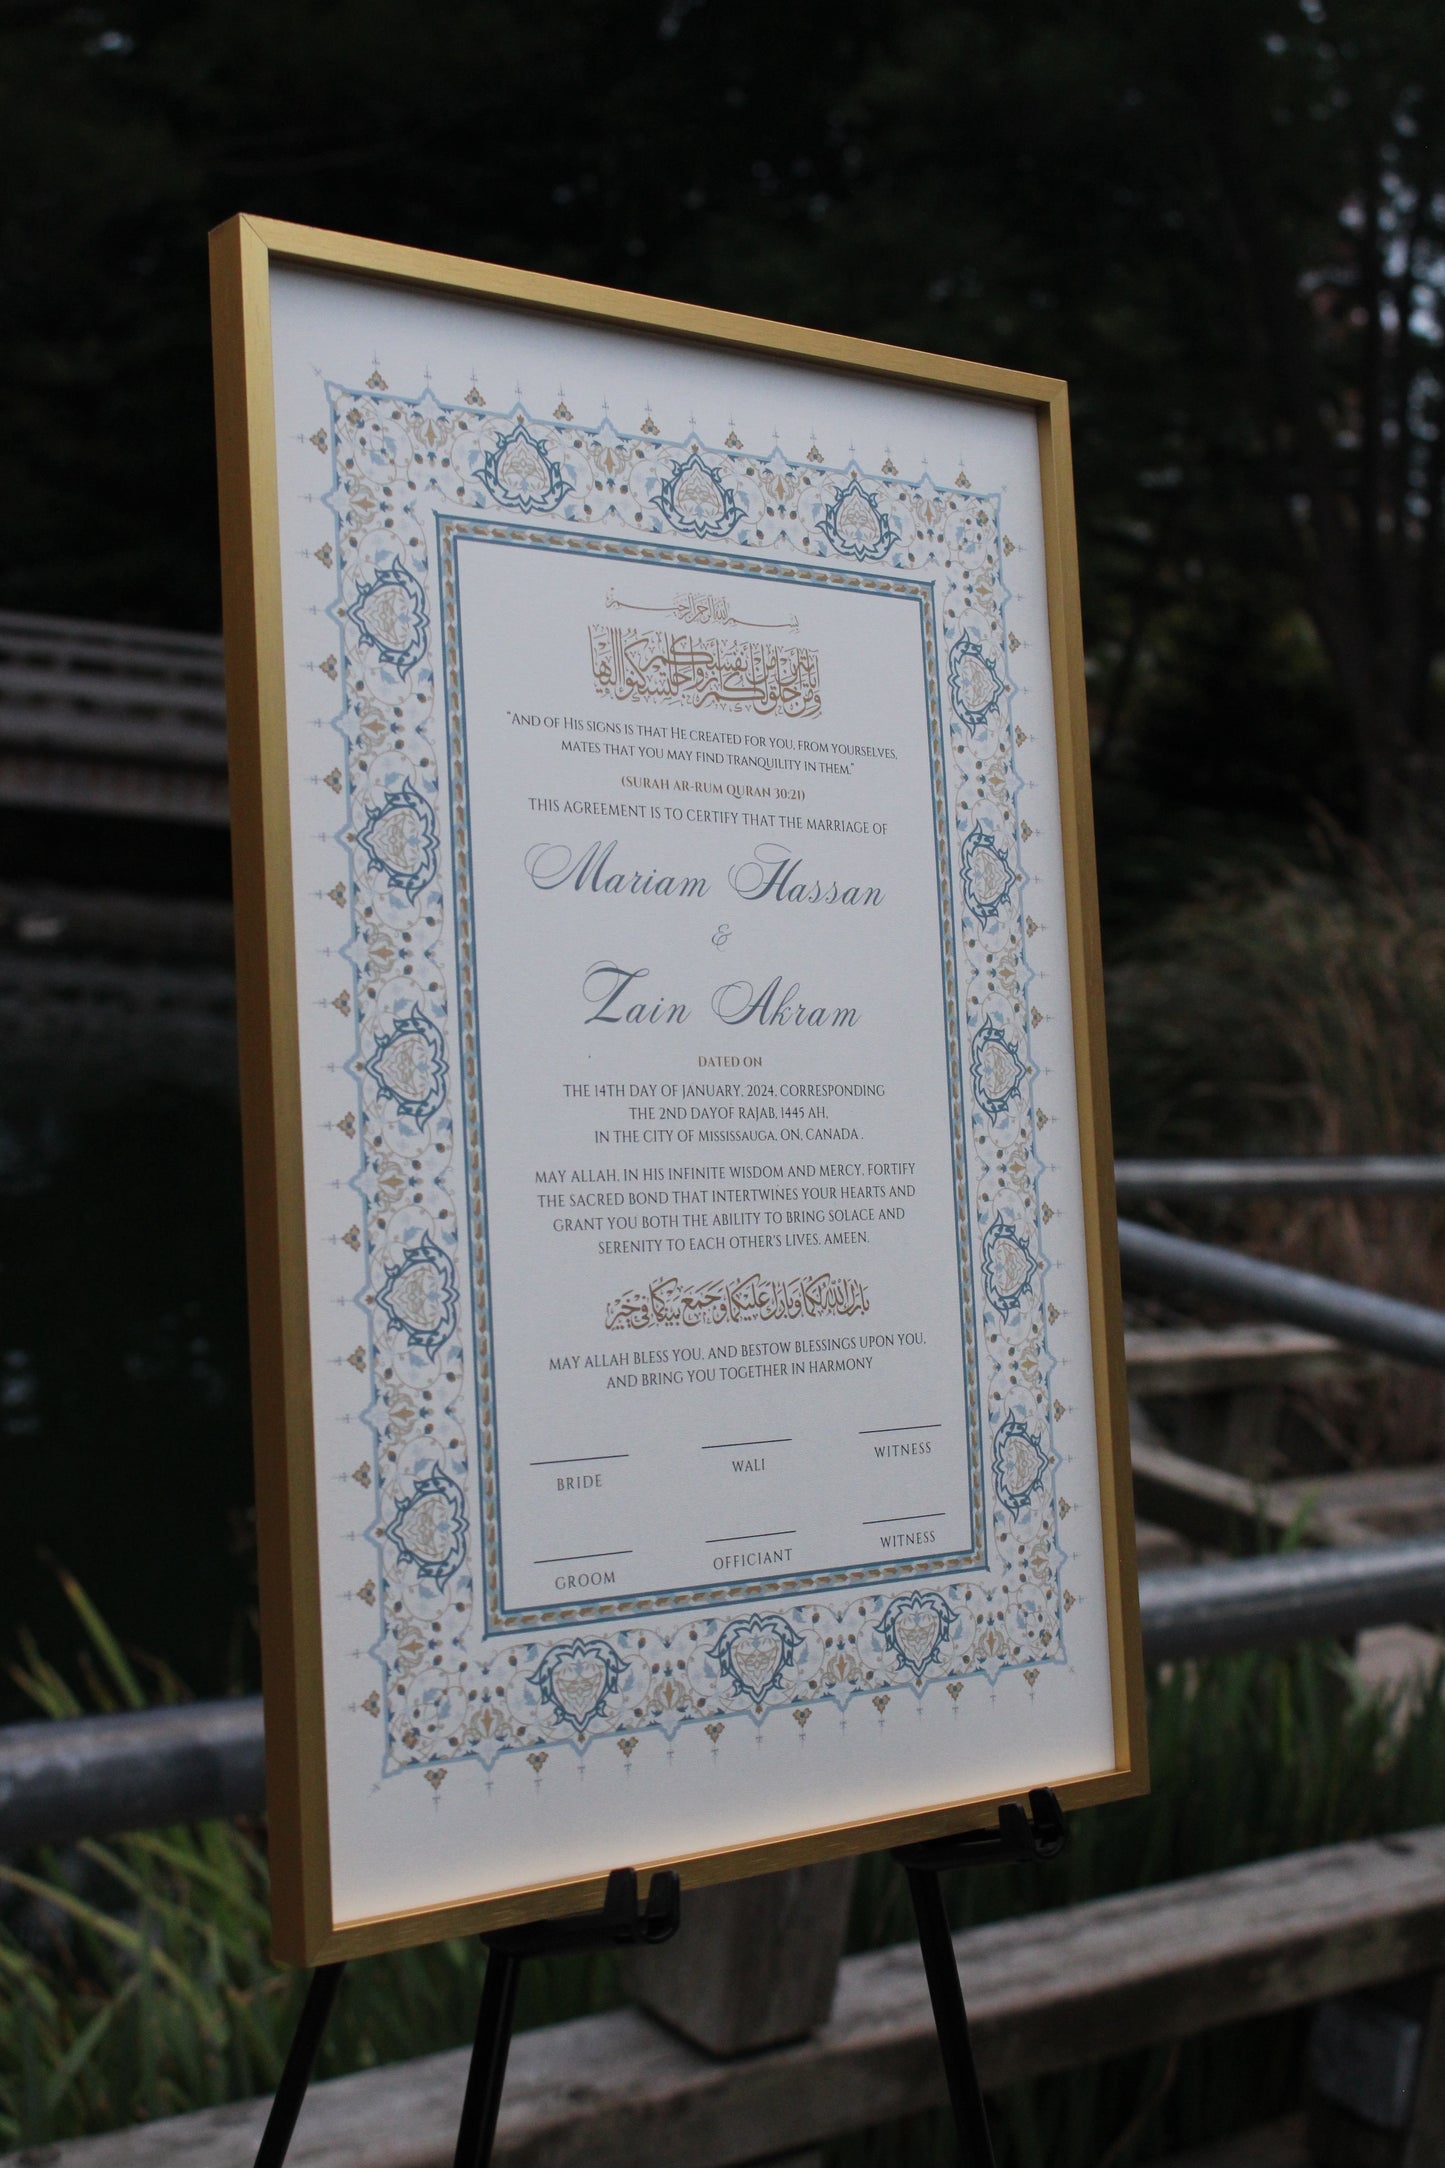 بسم الله الرحمن الرحيم
ومن آياته أن خلق لكم من أنفسكم أزواجا لتسكنوا إليها
“AND OF HIS SIGNS IS THAT HE CREATED FOR YOU, FROM YOURSELVES,
MATES THAT YOU MAY FIND TRANQUILITY IN THEM.”
(SURAH AR-RUM QURAN 30:21)
THIS AGREEMENT IS TO CERTIFY THAT THE MARRIAGE OF
Mariam Hassan
&
Zain Akram
DATED ON
THE 14TH DAY OF JANUARY, 2024, CORRESPONDING
THE 2ND DAYOF RAJAB, 1445 AH,
IN THE CITY OF MISSISSAUGA, ON, CANADA .
MAY ALLAH, IN HIS INFINITE WISDOM AND MERCY, FORTIFY
THE SACRED BOND THAT INTERTWINES YOUR HEARTS AND
GRANT YOU BOTH THE ABILITY TO BRING SOLACE AND
SERENITY TO EACH OTHER'S LIVES. AMEEN.
بارك الله لكما وبارك عليكما وجمع بينكما في خير
MAY ALLAH BLESS YOU, AND BESTOW BLESSINGS UPON YOU,
AND BRING YOU TOGETHER IN HARMONY
BRIDE WALI WITNESS
GROOM OFFICIANT WITNESS